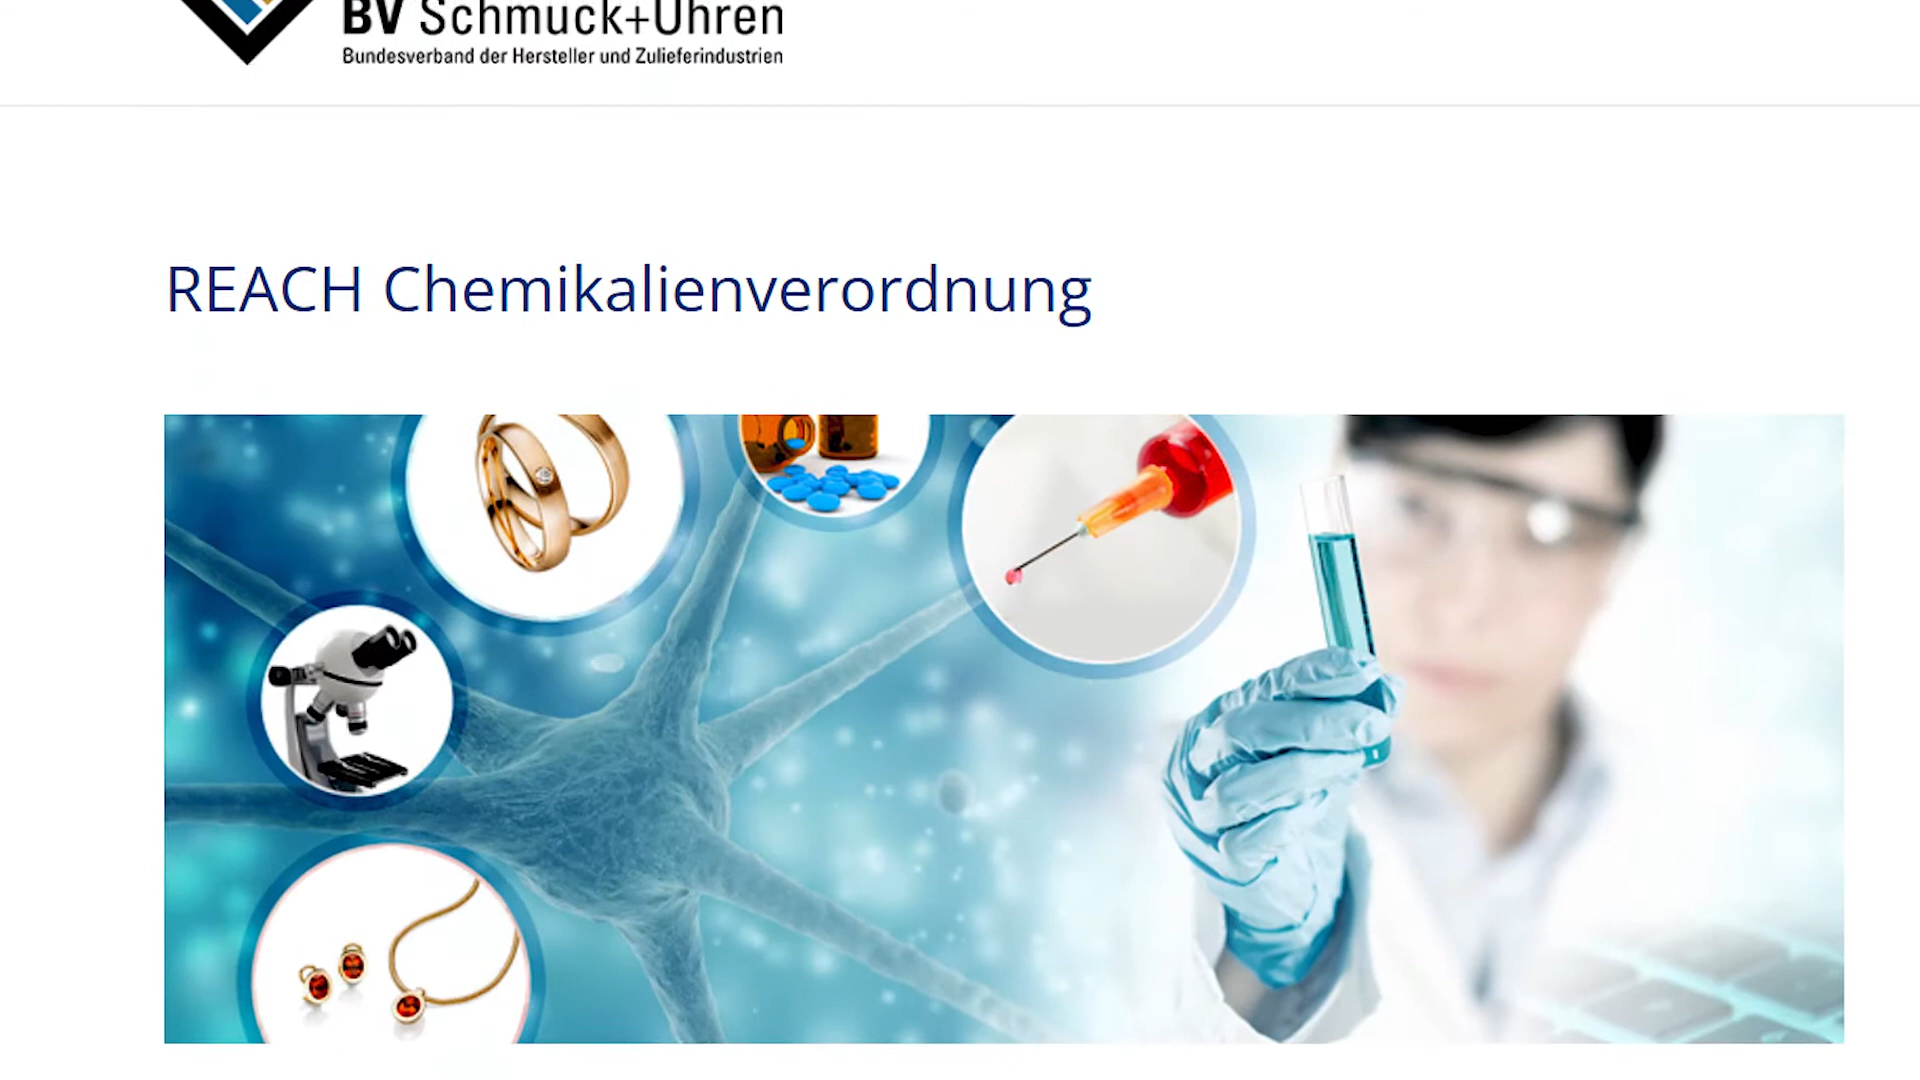 BV Schmuck+Uhren
Bundesverband der Hersteller und Zulieferindustrien
REACH Chemikalienverordnung